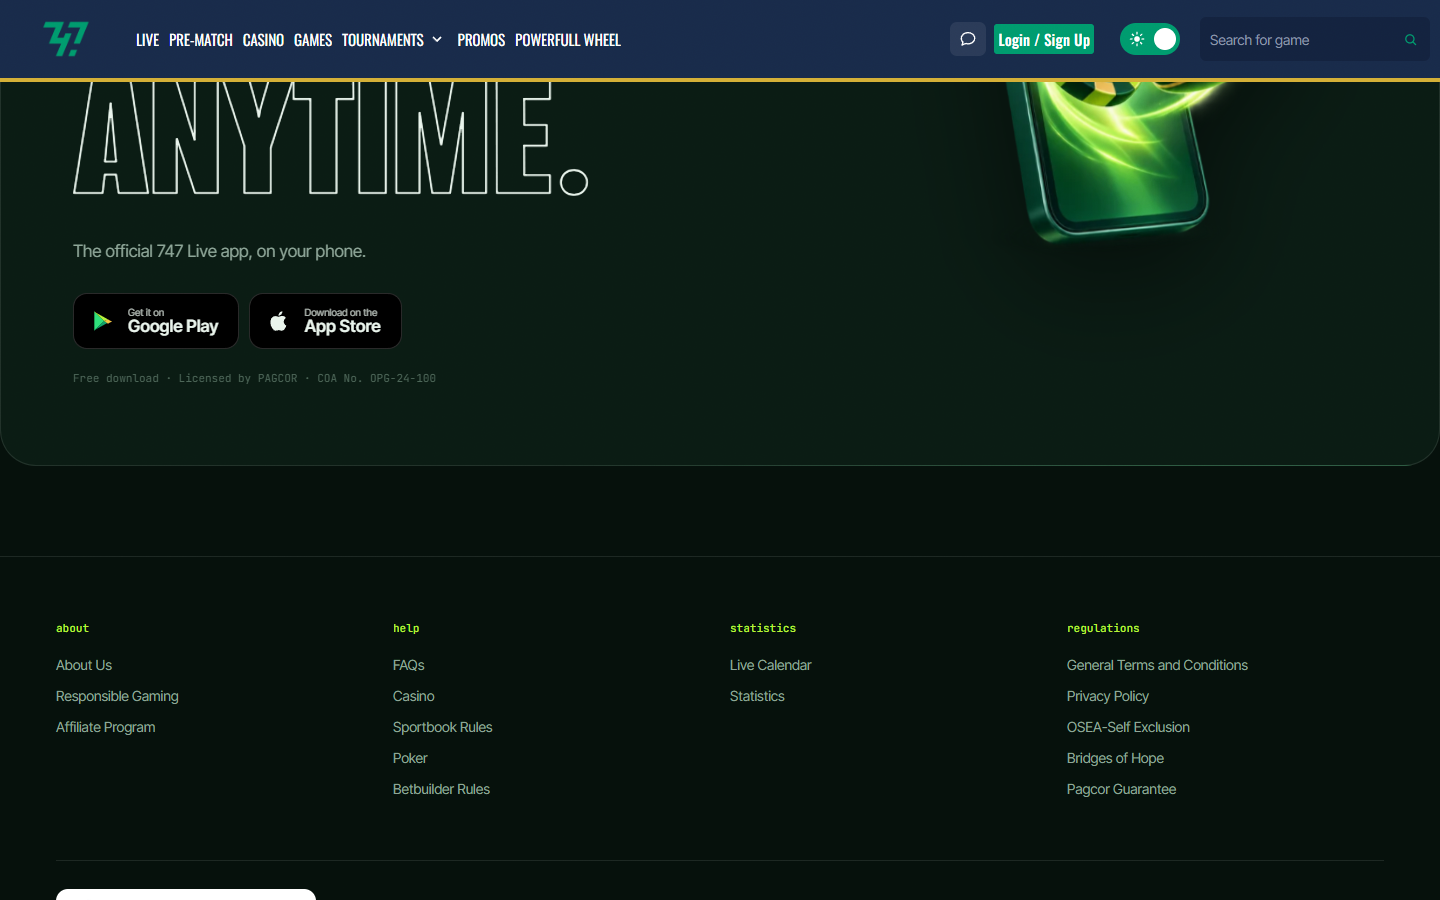 747
LIVE PRE-MATCH CASINO GAMES TOURNAMENTS PROMOS POWERFULL WHEEL
Login / Sign Up
Search for game
ANYTIME.
The official 747 Live app, on your phone.
Get it on
Google Play
Download on the
App Store
Free download · Licensed by PAGCOR · COA No. OPG-24-100
about
About Us
Responsible Gaming
Affiliate Program
help
FAQs
Casino
Sportbook Rules
Poker
Betbuilder Rules
statistics
Live Calendar
Statistics
regulations
General Terms and Conditions
Privacy Policy
OSEA-Self Exclusion
Bridges of Hope
Pagcor Guarantee